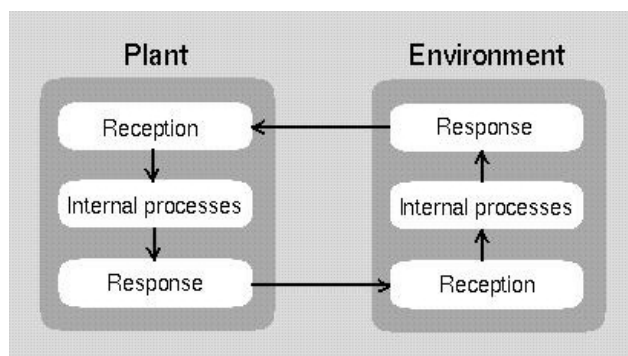 Plant
Environment
Reception
Response
Internal processes
Internal processes
Response
Reception